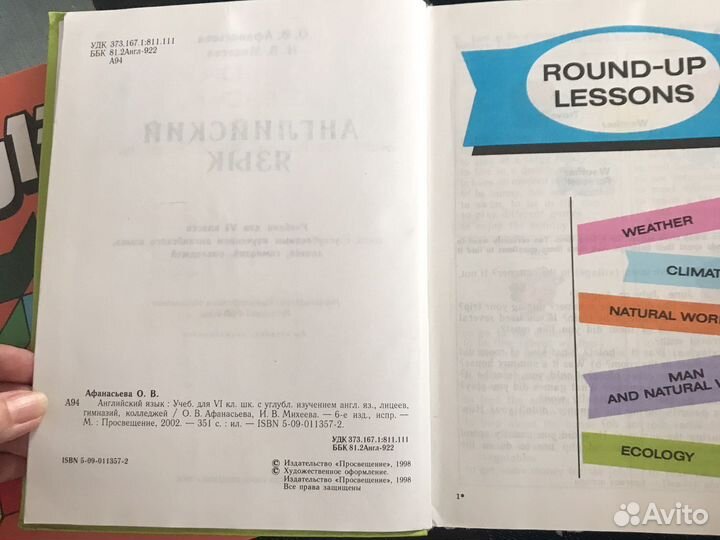 УДК 373.167.1:811.111
ББК 81.2Англ-922
А94
Афанасьева О. В.
А94 Английский язык : Учеб. для VI кл. шк. с углубл. изучением англ. яз., лицеев,
гимназий, колледжей / О. В. Афанасьева, И. В. Михеева. — 6-е изд., испр. —
М. : Просвещение, 2002. — 351 с. : ил. — ISBN 5-09-011357-2.
УДК 373.167.1:811.111
ББК 81.2Англ-922
ISBN 5-09-011357-2
© Издательство «Просвещение», 1998
© Художественное оформление.
Издательство «Просвещение», 1998
Все права защищены
ROUND-UP
LESSONS
WEATHER
CLIMAT
NATURAL WOR
MAN
AND NATURAL W
ECOLOGY
1*
Avito